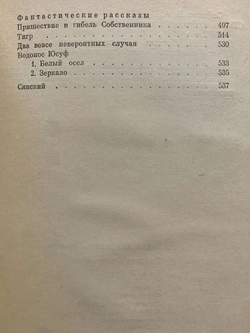 Фантастические рассказы
Пришествие и гибель Собственника . . . . . . . 497
Тигр . . . . . . . . . . . . . . . . 514
Два вовсе невероятных случая . . . . . . . . 530
Водонос Юсуф
1. Белый осел . . . . . . . . . . . . . 533
2. Зеркало . . . . . . . . . . . . . . 535
Сянский . . . . . . . . . . . . . . . 537